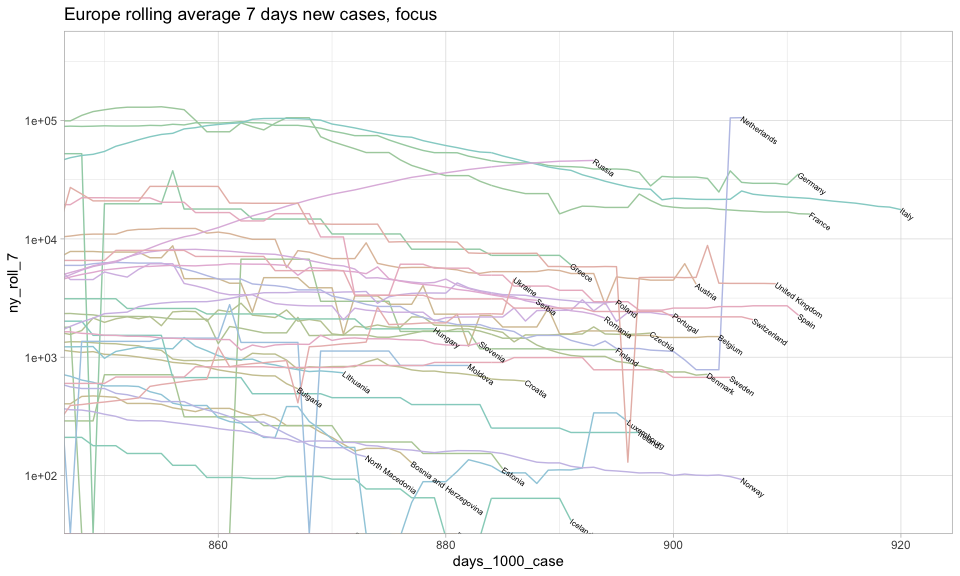 Europe rolling average 7 days new cases, focus
ny_roll_7
1e+05
1e+04
1e+03
1e+02
Netherlands
Russia
Germany
Italy
France
Greece
Ukraine
Austria
United Kingdom
Serbia
Poland
Portugal
Spain
Switzerland
Romania
Hungary
Czechia
Belgium
Slovenia
Finland
Moldova
Lithuania
Croatia
Denmark
Sweden
Bulgaria
Luxembourg
Ireland
North Macedonia
Bosnia and Herzegovina
Estonia
Norway
Iceland
860
880
900
920
days_1000_case